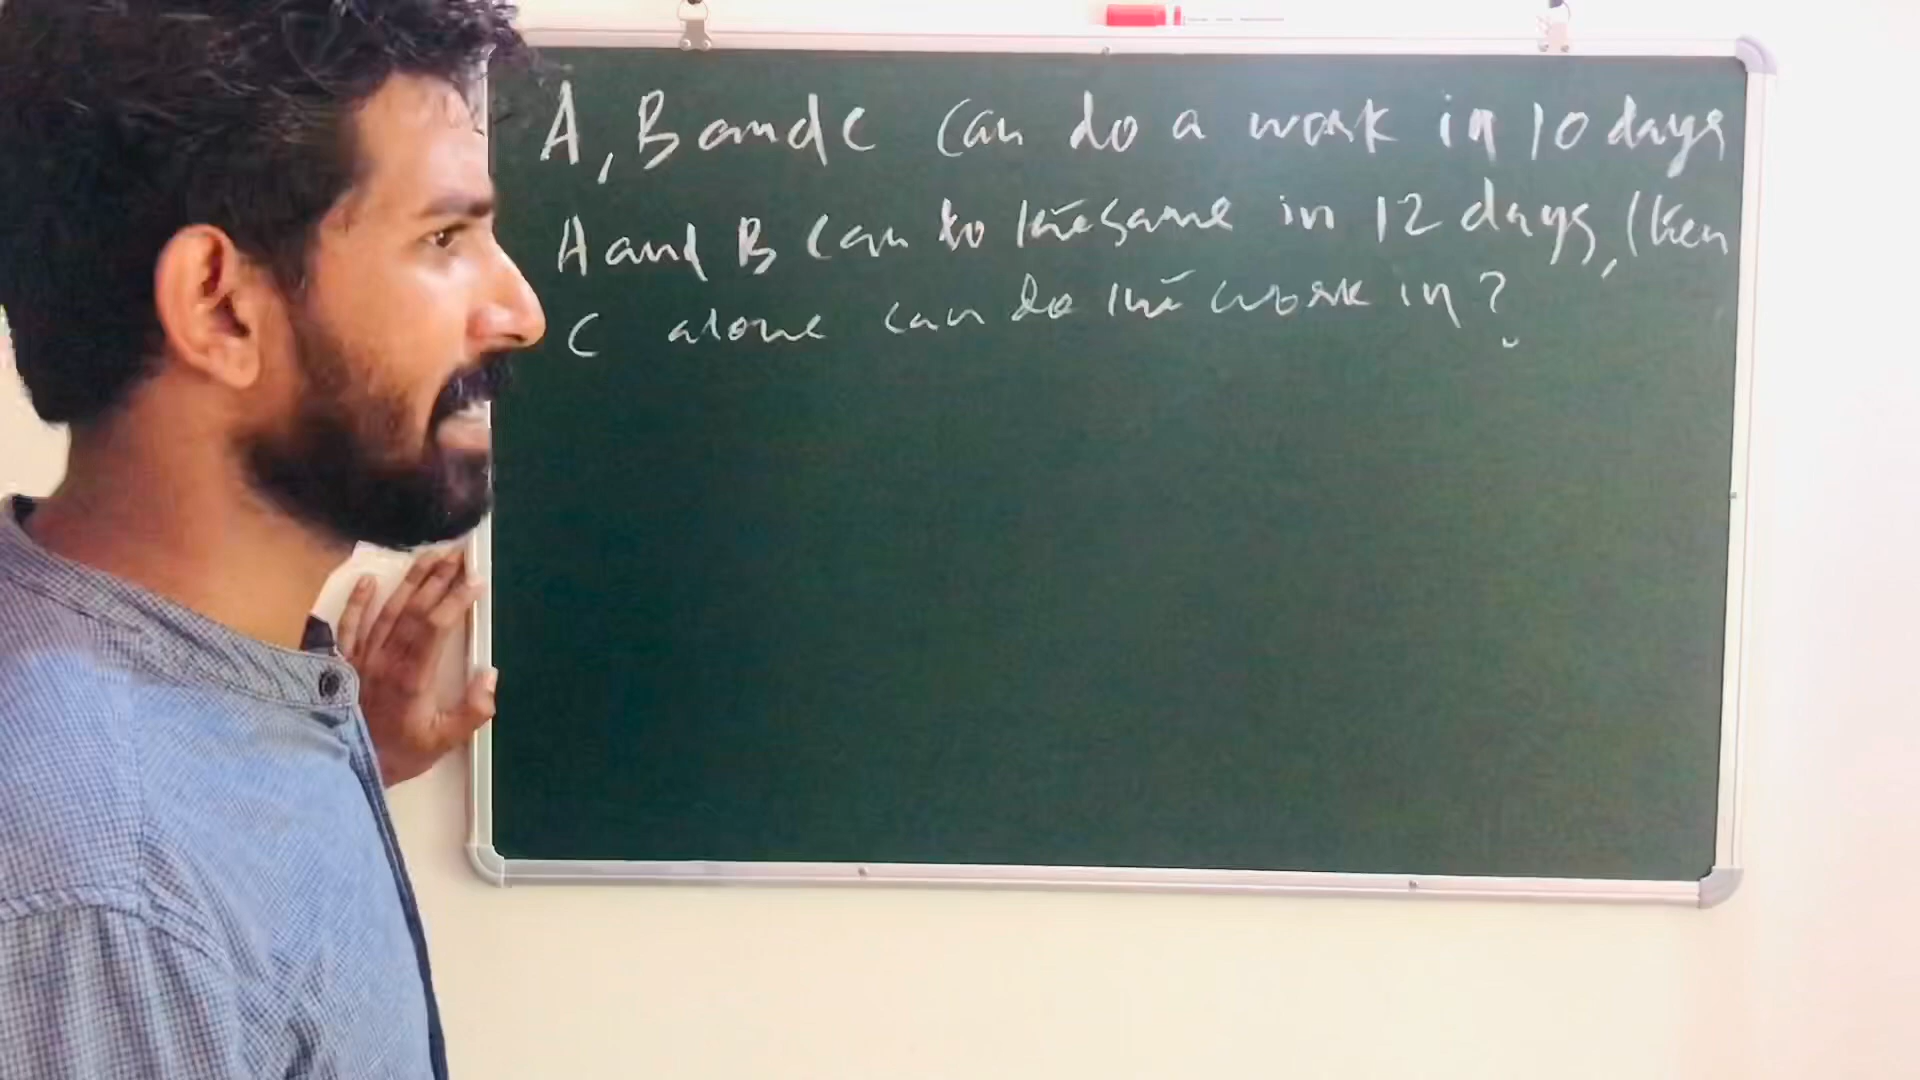 A, B and C can do a work in 10 days
A and B can to the same in 12 days, then
C alone can do the work in ?